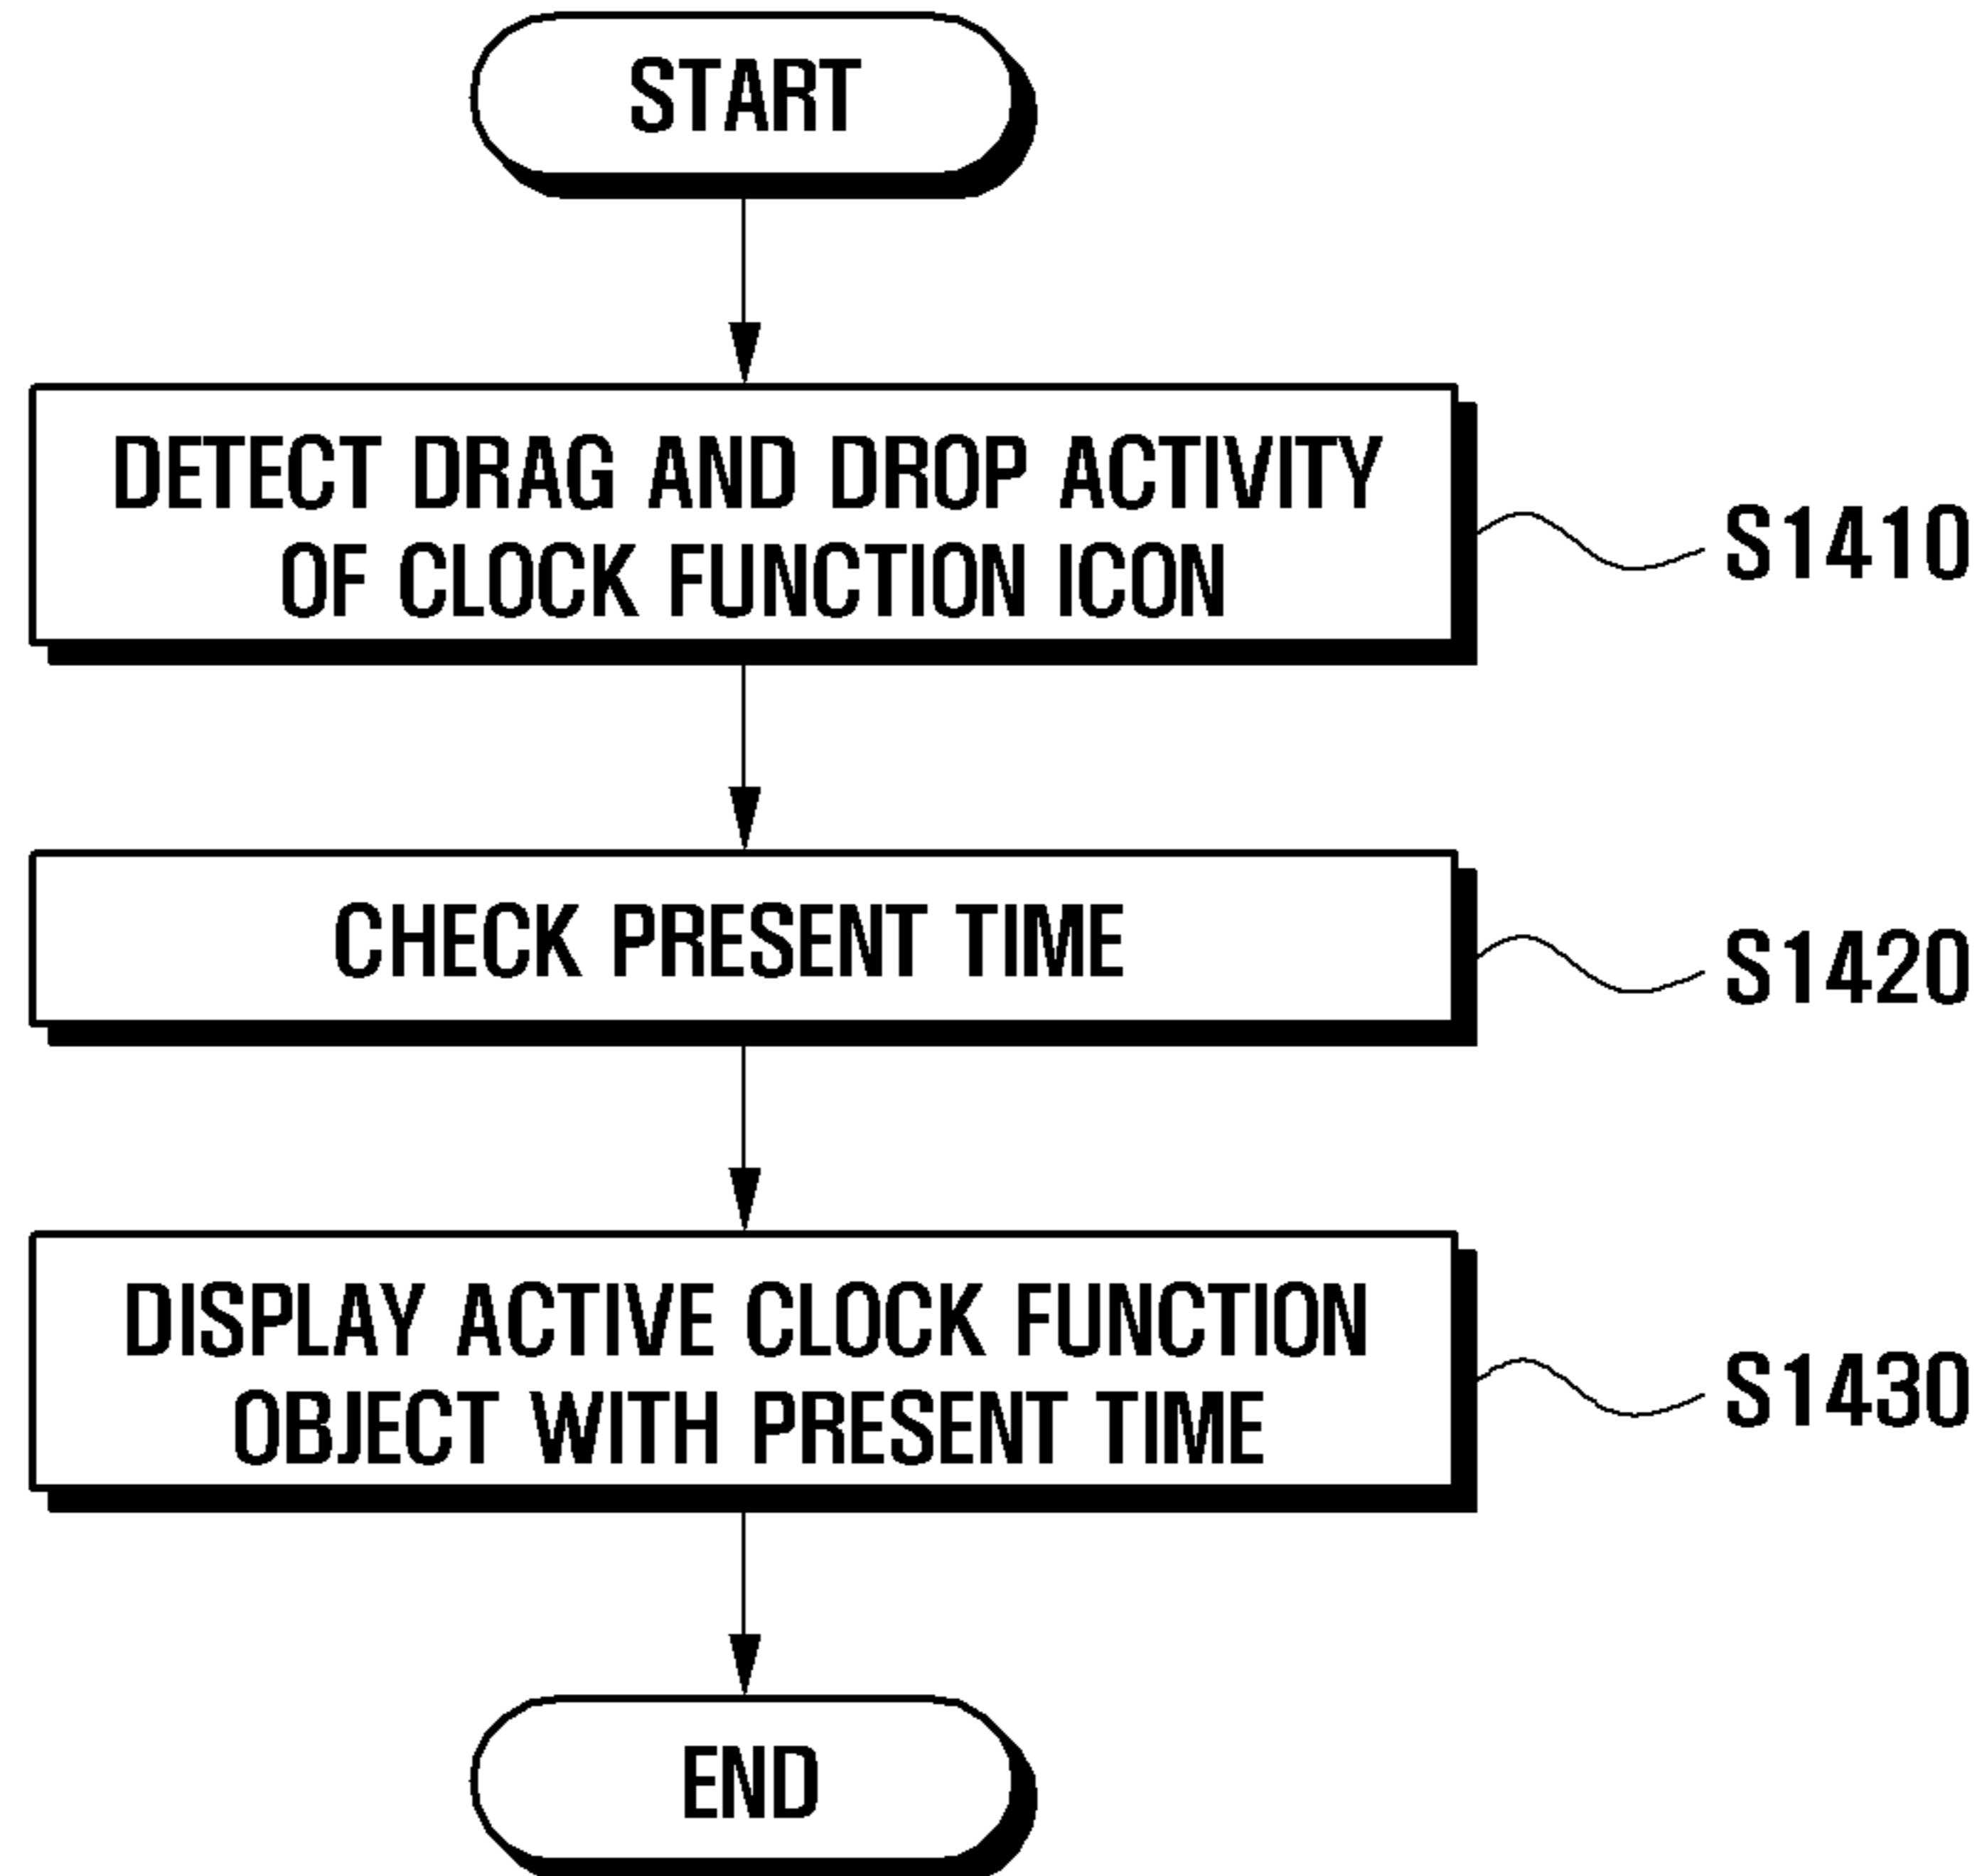 START
DETECT DRAG AND DROP ACTIVITY
OF CLOCK FUNCTION ICON
S1410
CHECK PRESENT TIME
S1420
DISPLAY ACTIVE CLOCK FUNCTION
OBJECT WITH PRESENT TIME
S1430
END